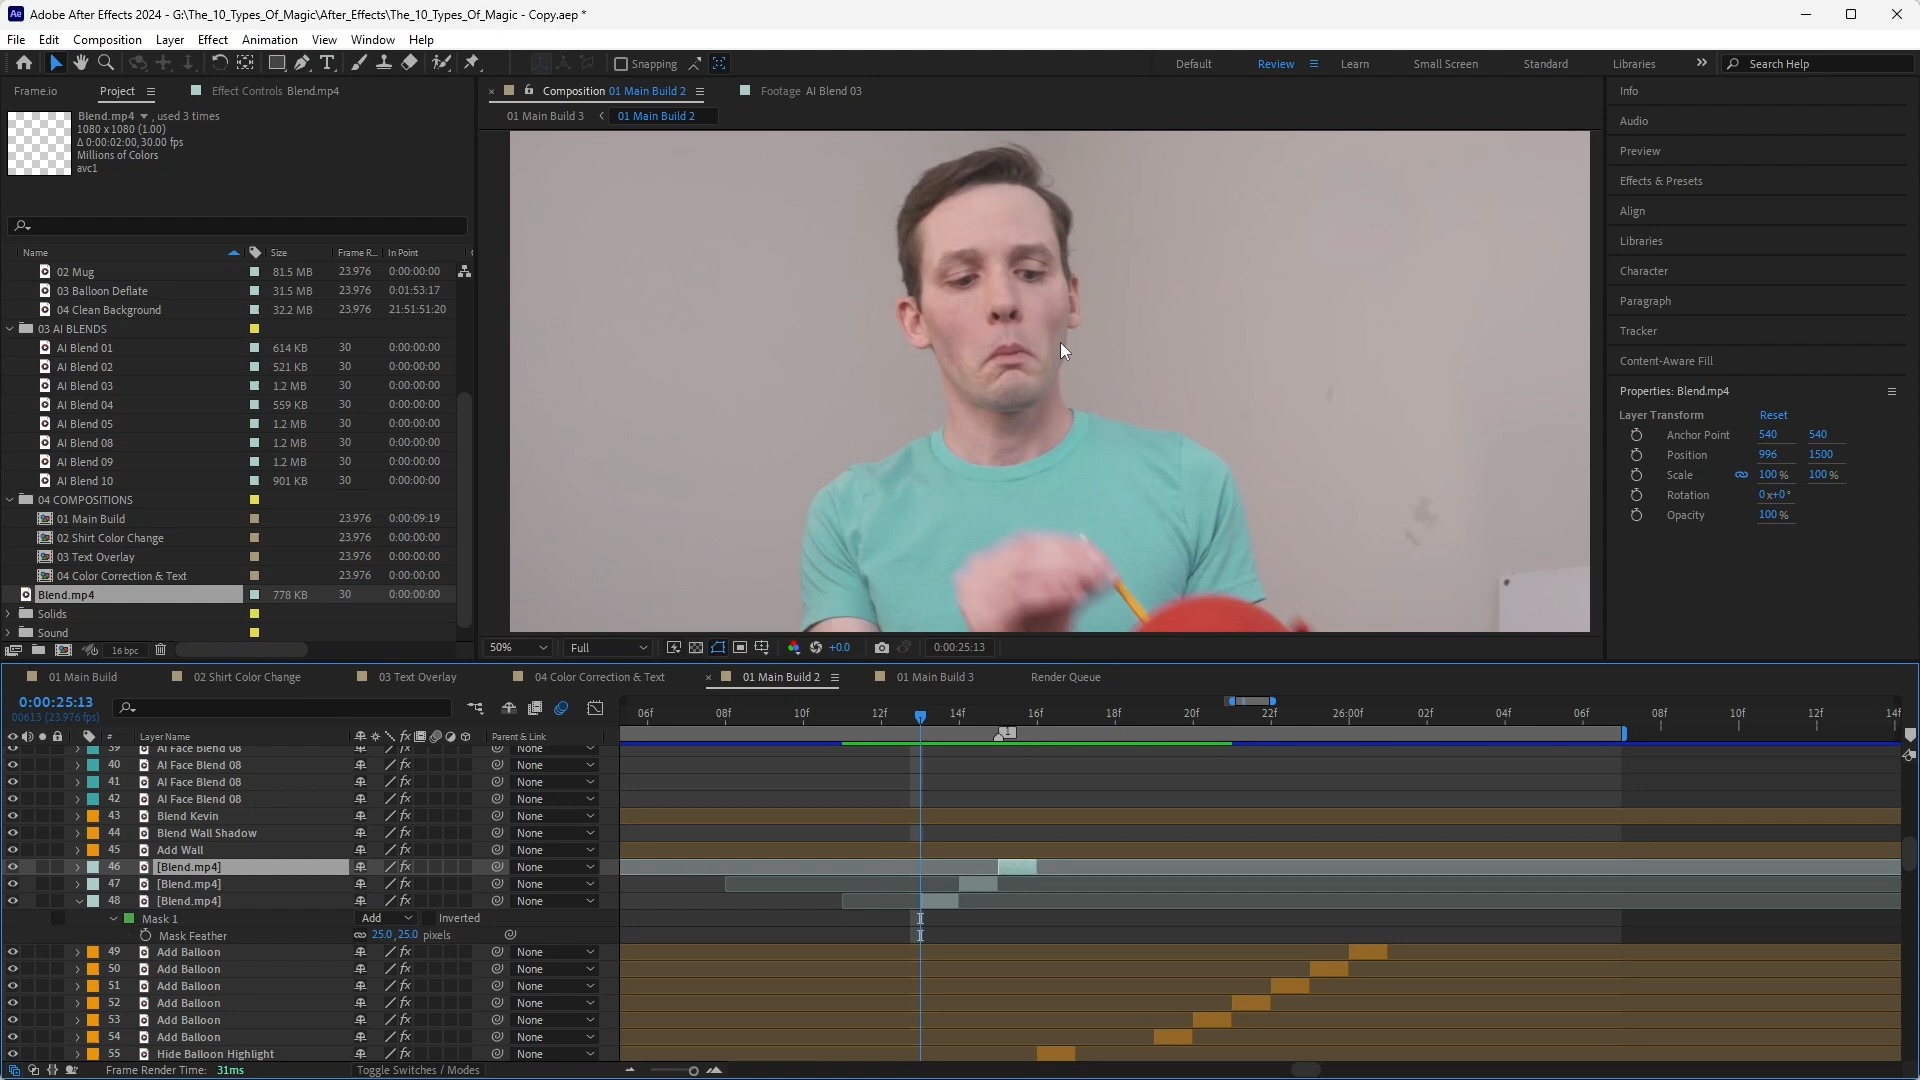 Adobe After Effects 2024 - G:\The_10_Types_Of_Magic\After_Effects\The_10_Types_Of_Magic - Copy.aep *
File Edit Composition Layer Effect Animation View Window Help
Snapping
Default Review Learn Small Screen Standard Libraries Search Help
Frame.io Project Effect Controls Blend.mp4
Composition 01 Main Build 2 Footage AI Blend 03
01 Main Build 3 01 Main Build 2
Blend.mp4 , used 3 times
1080 x 1080 (1.00)
Δ 0:00:02:00, 30.00 fps
Millions of Colors
avc1
Name Size Frame R... In Point
02 Mug 81.5 MB 23.976 0:00:00:00
03 Balloon Deflate 31.5 MB 23.976 0:01:53:17
04 Clean Background 32.2 MB 23.976 21:51:51:20
03 AI BLENDS
AI Blend 01 614 KB 30 0:00:00:00
AI Blend 02 521 KB 30 0:00:00:00
AI Blend 03 1.2 MB 30 0:00:00:00
AI Blend 04 559 KB 30 0:00:00:00
AI Blend 05 1.2 MB 30 0:00:00:00
AI Blend 08 1.2 MB 30 0:00:00:00
AI Blend 09 1.2 MB 30 0:00:00:00
AI Blend 10 901 KB 30 0:00:00:00
04 COMPOSITIONS
01 Main Build 23.976 0:00:09:19
02 Shirt Color Change 23.976 0:00:00:00
03 Text Overlay 23.976 0:00:00:00
04 Color Correction & Text 23.976 0:00:00:00
Blend.mp4 778 KB 30 0:00:00:00
Solids
Sound
16 bpc
50% Full +0.0 0:00:25:13
Info
Audio
Preview
Effects & Presets
Align
Libraries
Character
Paragraph
Tracker
Content-Aware Fill
Properties: Blend.mp4
Layer Transform Reset
Anchor Point 540 540
Position 996 1500
Scale 100 % 100 %
Rotation 0x+0°
Opacity 100 %
01 Main Build 02 Shirt Color Change 03 Text Overlay 04 Color Correction & Text 01 Main Build 2 01 Main Build 3 Render Queue
0:00:25:13
00613 (23.976 fps)
06f 08f 10f 12f 14f 16f 18f 20f 22f 26:00f 02f 04f 06f 08f 10f 12f 14f
# Layer Name fx Parent & Link
1
39 AI Face Blend 08
40 AI Face Blend 08 fx None
41 AI Face Blend 08 fx None
42 AI Face Blend 08 fx None
43 Blend Kevin fx None
44 Blend Wall Shadow fx None
45 Add Wall fx None
46 [Blend.mp4] fx None
47 [Blend.mp4] fx None
48 [Blend.mp4] fx None
Mask 1 Add Inverted
Mask Feather 25.0, 25.0 pixels
49 Add Balloon fx None
50 Add Balloon fx None
51 Add Balloon fx None
52 Add Balloon fx None
53 Add Balloon fx None
54 Add Balloon fx None
55 Hide Balloon Highlight fx None
Frame Render Time: 31ms Toggle Switches / Modes